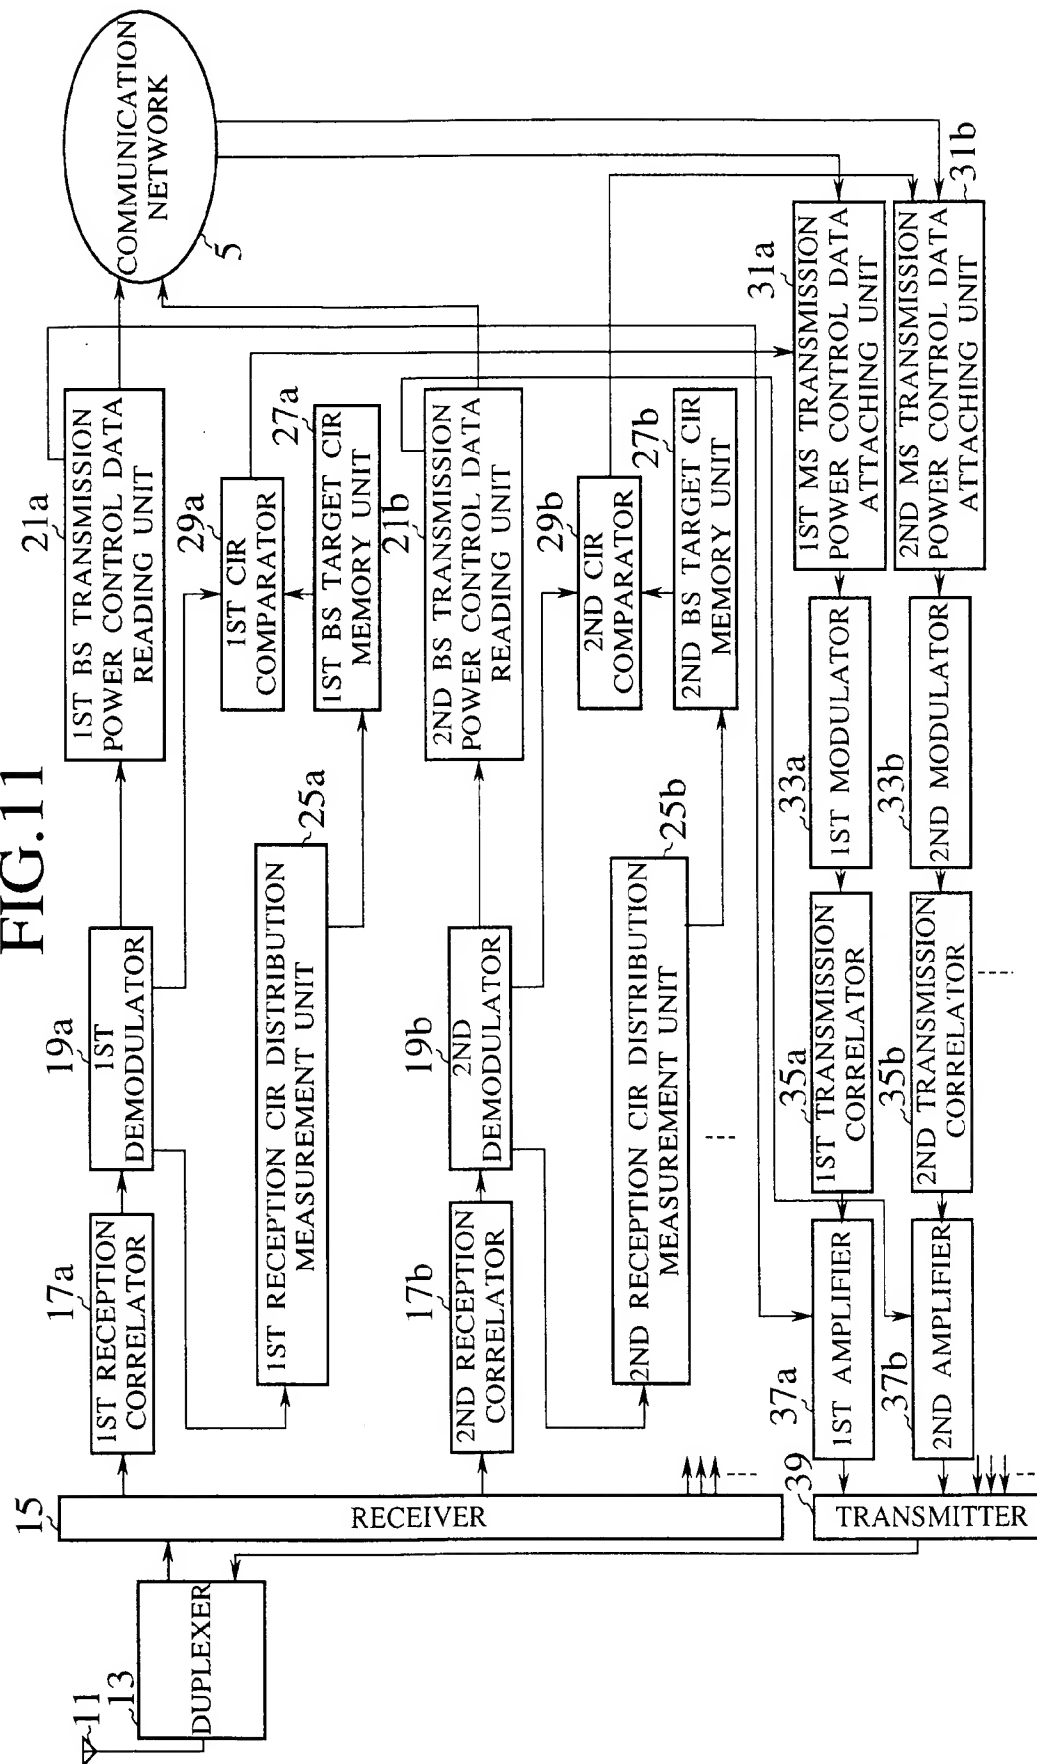 FIG.11
11
13
DUPLEXER
15
RECEIVER
17a
1ST RECEPTION
CORRELATOR
19a
1ST
DEMODULATOR
21a
1ST BS TRANSMISSION
POWER CONTROL DATA
READING UNIT
COMMUNICATION
NETWORK
5
25a
1ST RECEPTION CIR DISTRIBUTION
MEASUREMENT UNIT
29a
1ST CIR
COMPARATOR
27a
1ST BS TARGET CIR
MEMORY UNIT
17b
2ND RECEPTION
CORRELATOR
19b
2ND
DEMODULATOR
21b
2ND BS TRANSMISSION
POWER CONTROL DATA
READING UNIT
25b
2ND RECEPTION CIR DISTRIBUTION
MEASUREMENT UNIT
29b
2ND CIR
COMPARATOR
27b
2ND BS TARGET CIR
MEMORY UNIT
39
TRANSMITTER
37a
1ST AMPLIFIER
35a
1ST TRANSMISSION
CORRELATOR
33a
1ST MODULATOR
31a
1ST MS TRANSMISSION
POWER CONTROL DATA
ATTACHING UNIT
37b
2ND AMPLIFIER
35b
2ND TRANSMISSION
CORRELATOR
33b
2ND MODULATOR
31b
2ND MS TRANSMISSION
POWER CONTROL DATA
ATTACHING UNIT